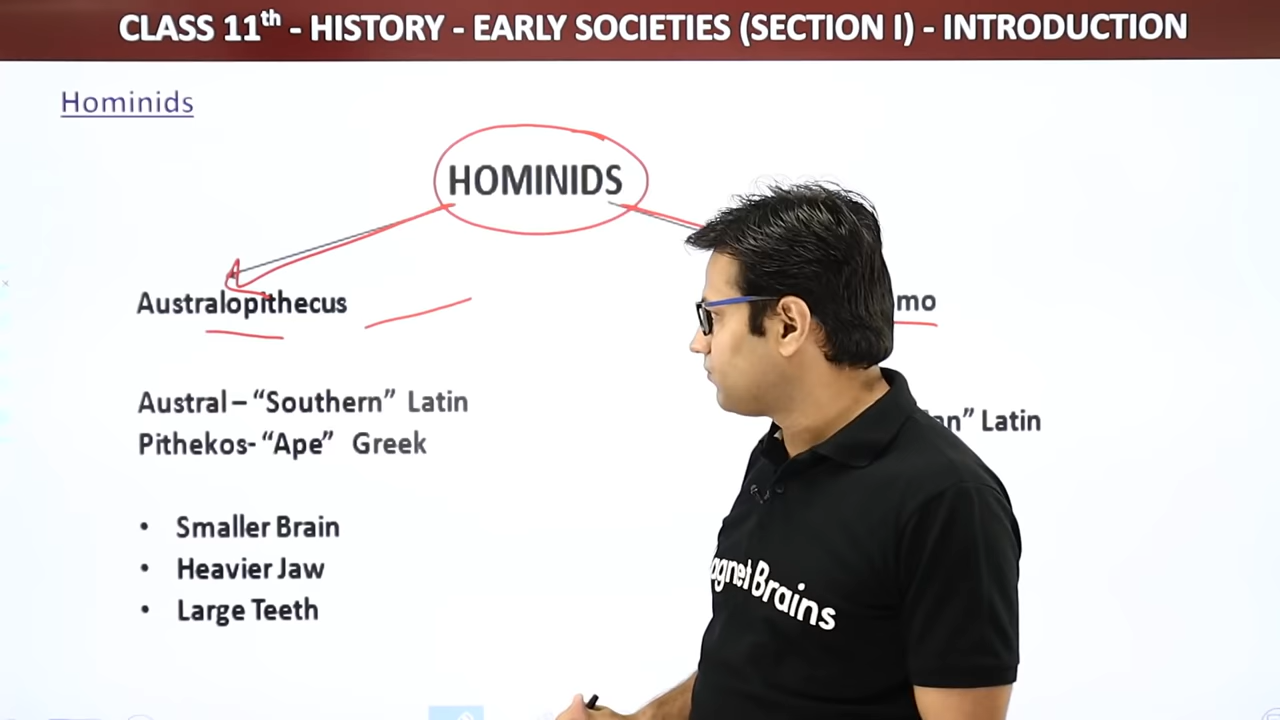 CLASS 11th - HISTORY - EARLY SOCIETIES (SECTION I) - INTRODUCTION
Hominids
HOMINIDS
Australopithecus
mo
Austral – “Southern” Latin
an” Latin
Pithekos- “Ape” Greek
• Smaller Brain
• Heavier Jaw
• Large Teeth
agnet Brains